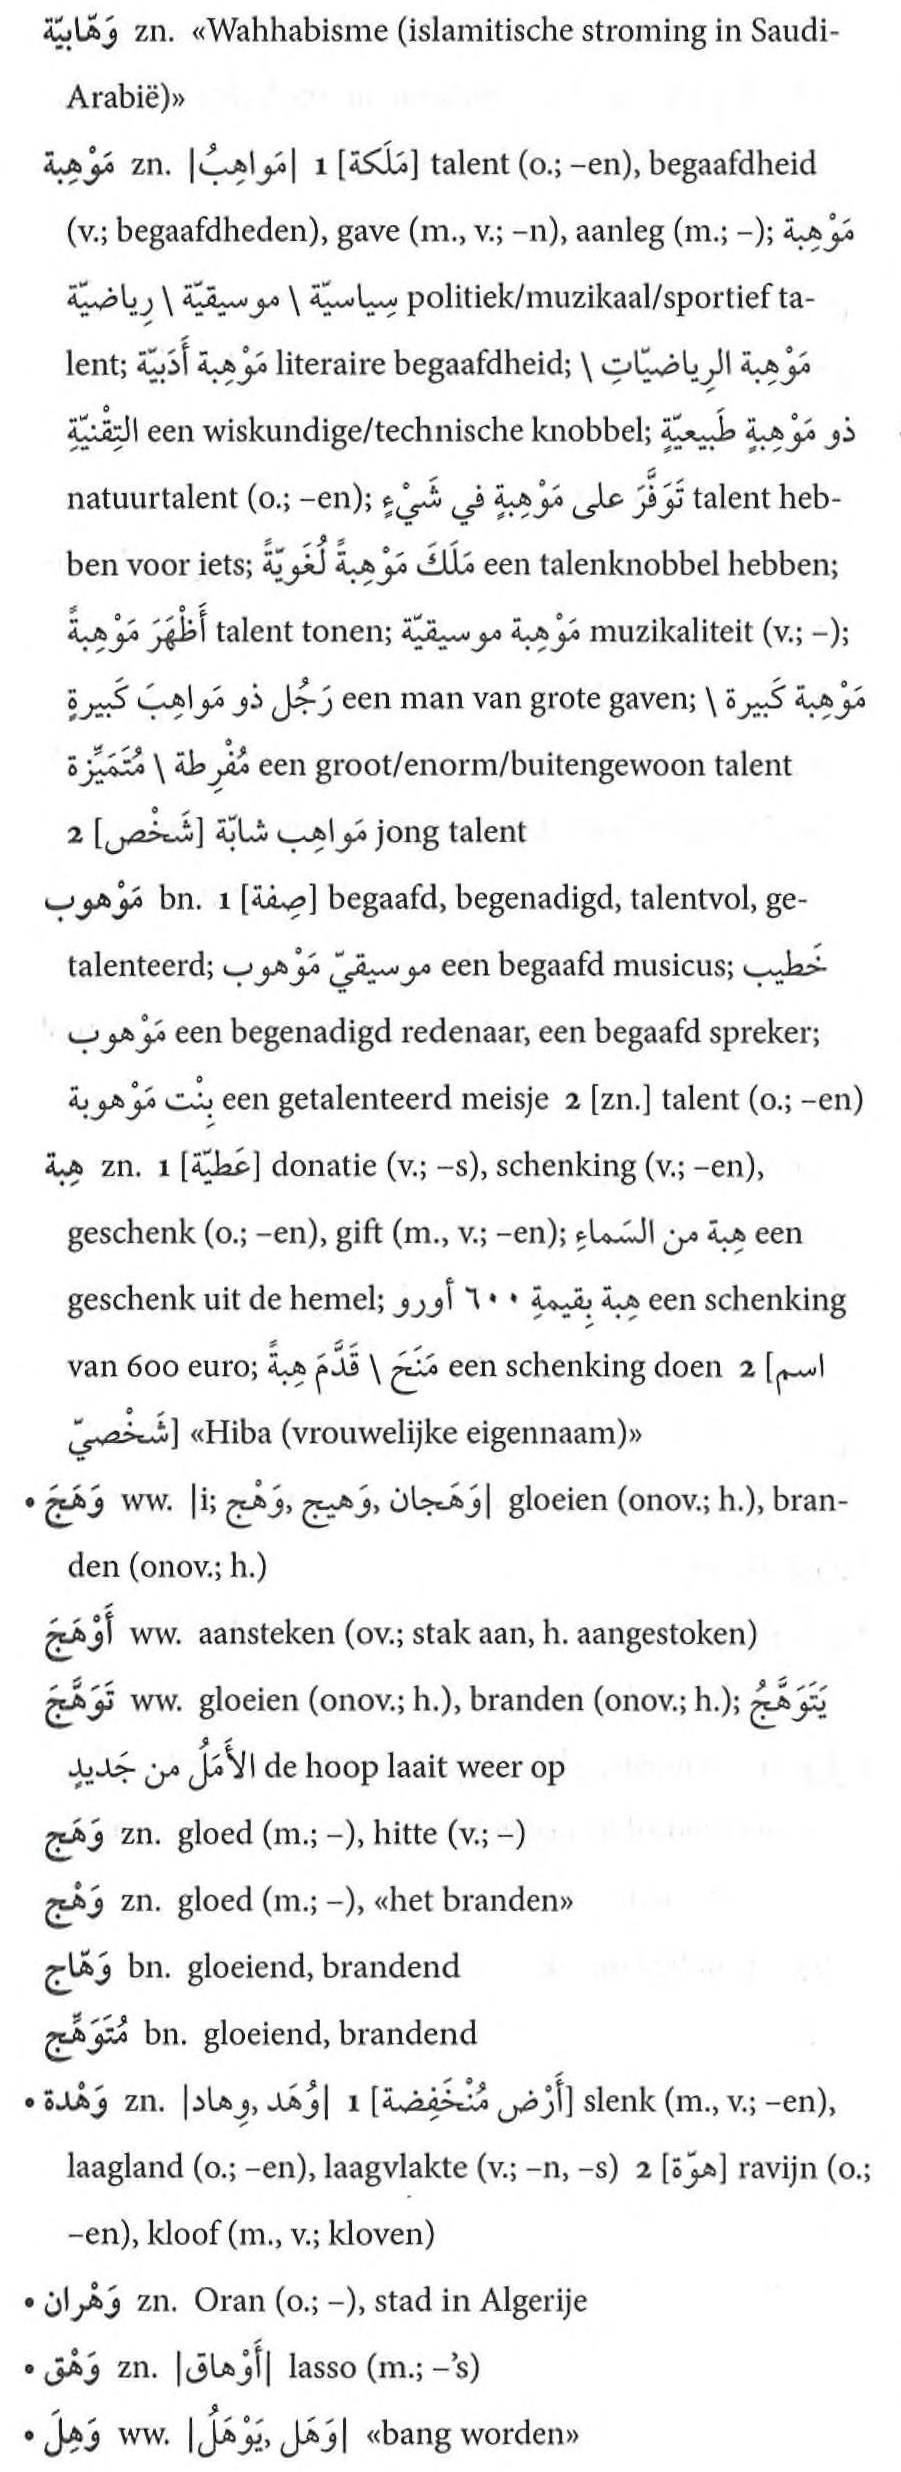 وَهّابيّة zn. «Wahhabisme (islamitische stroming in Saudi-
Arabië)»
مَوْهِبة zn. |مَواهِبُ| 1 [مَلَكة] talent (o.; –en), begaafdheid
(v.; begaafdheden), gave (m., v.; –n), aanleg (m.; –); مَوْهِبة
سِياسيّة \ موسيقيّة \ رِياضيّة politiek/muzikaal/sportief ta-
lent; مَوْهِبة أَدَبيّة literaire begaafdheid; مَوْهِبة الرِياضيّاتِ \
التِقْنيّةِ een wiskundige/technische knobbel; ذو مَوْهِبةٍ طَبيعيّةٍ
natuurtalent (o.; –en); تَوَفَّرَ على مَوْهِبةٍ في شَيْءٍ talent heb-
ben voor iets; مَلَكَ مَوْهِبةً لُغَويّةً een talenknobbel hebben;
أَظْهَرَ مَوْهِبةً talent tonen; مَوْهِبة موسيقيّة muzikaliteit (v.; –);
رَجُل ذو مَواهِبَ كَبيرةٍ een man van grote gaven; مَوْهِبة كَبيرة \
مُفْرِطة \ مُتَمَيِّزة een groot/enorm/buitengewoon talent
2 [شَخْص] مَواهِب شابّة jong talent
مَوْهوب bn. 1 [صِفة] begaafd, begenadigd, talentvol, ge-
talenteerd; موسيقيّ مَوْهوب een begaafd musicus; خَطيب
مَوْهوب een begenadigd redenaar, een begaafd spreker;
بِنْت مَوْهوبة een getalenteerd meisje 2 [zn.] talent (o.; –en)
هِبة zn. 1 [عَطيّة] donatie (v.; –s), schenking (v.; –en),
geschenk (o.; –en), gift (m., v.; –en); هِبة من السَماءِ een
geschenk uit de hemel; هِبة بِقيمةِ ٦٠٠ أورو een schenking
van 600 euro; مَنَحَ \ قَدَّمَ هِبةً een schenking doen 2 [اسم
شَخْصيّ] «Hiba (vrouwelijke eigennaam)»
• وَهَجَ ww. |i; وَهْج, وَهيج, وَهَجان| gloeien (onov.; h.), bran-
den (onov.; h.)
أَوْهَجَ ww. aansteken (ov.; stak aan, h. aangestoken)
تَوَهَّجَ ww. gloeien (onov.; h.), branden (onov.; h.); يَتَوَهَّجُ
الأَمَلُ من جَديدٍ de hoop laait weer op
وَهَج zn. gloed (m.; –), hitte (v.; –)
وَهْج zn. gloed (m.; –), «het branden»
وَهّاج bn. gloeiend, brandend
مُتَوَهِّج bn. gloeiend, brandend
• وَهْدة zn. |وُهَد, وِهاد| 1 [أَرْض مُنْخَفِضة] slenk (m., v.; –en),
laagland (o.; –en), laagvlakte (v.; –n, –s) 2 [هوّة] ravijn (o.;
–en), kloof (m., v.; kloven)
• وَهْران zn. Oran (o.; –), stad in Algerije
• وَهْق zn. |أَوْهاق| lasso (m.; –’s)
• وَهِلَ ww. |يَوْهَلُ, وَهَل| «bang worden»